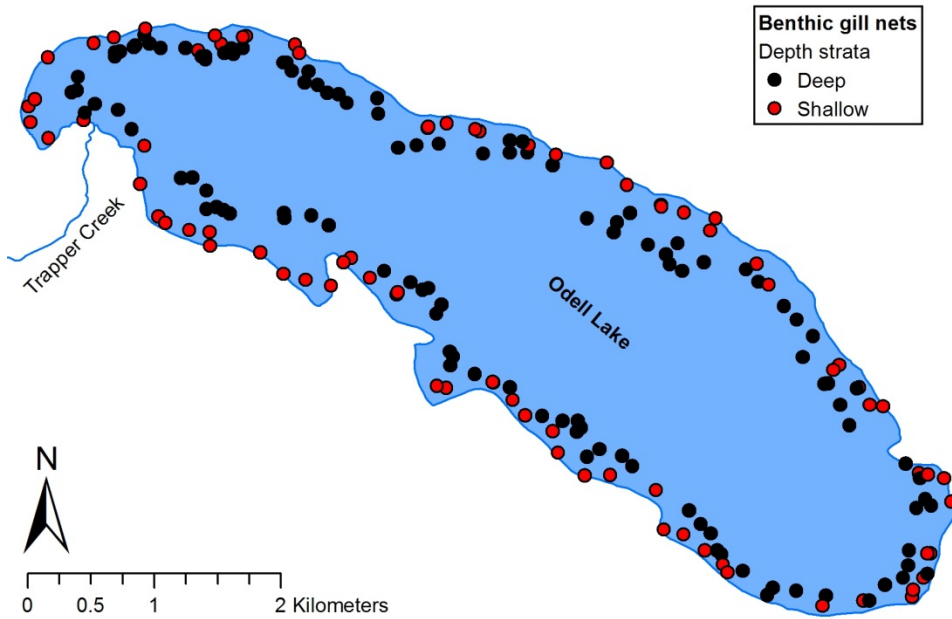 Benthic gill nets
Depth strata
Deep
Shallow
Trapper Creek
Odell Lake
N
0 0.5 1 2 Kilometers